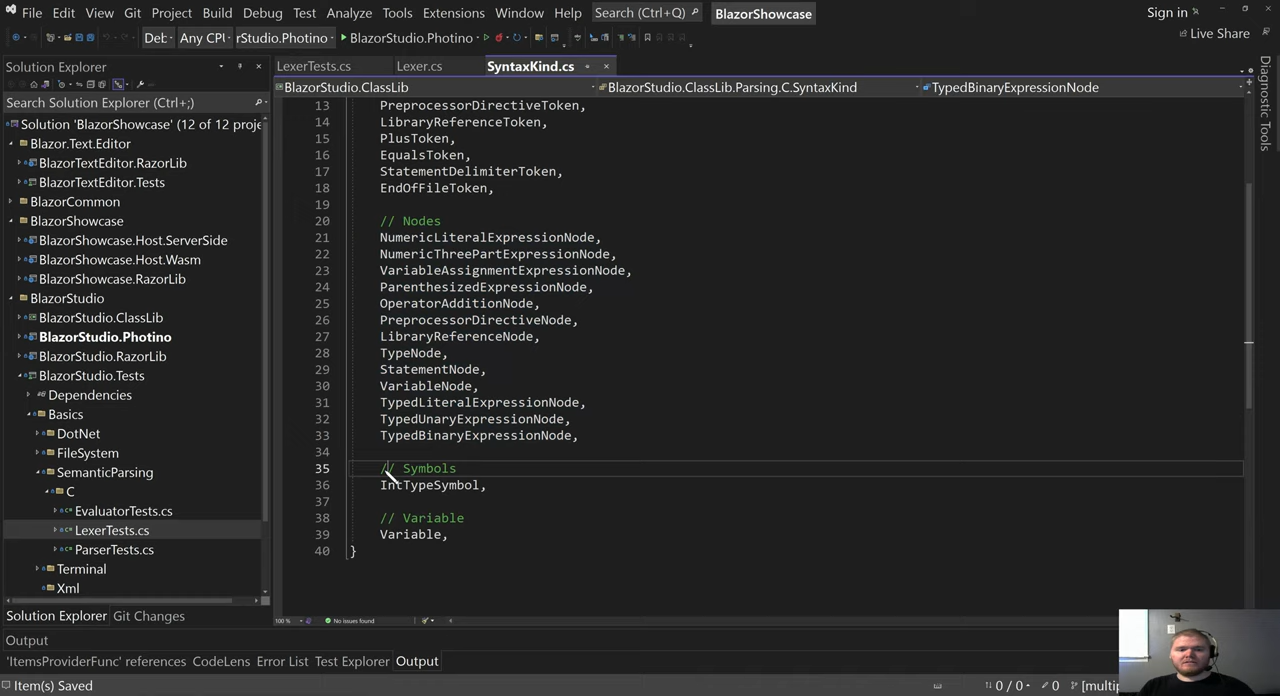 File Edit View Git Project Build Debug Test Analyze Tools Extensions Window Help Search (Ctrl+Q) BlazorShowcase Sign in
Deb Any CPU rStudio.Photino BlazorStudio.Photino Live Share
Solution Explorer
Search Solution Explorer (Ctrl+;)
Solution 'BlazorShowcase' (12 of 12 proje
Blazor.Text.Editor
BlazorTextEditor.RazorLib
BlazorTextEditor.Tests
BlazorCommon
BlazorShowcase
BlazorShowcase.Host.ServerSide
BlazorShowcase.Host.Wasm
BlazorShowcase.RazorLib
BlazorStudio
BlazorStudio.ClassLib
BlazorStudio.Photino
BlazorStudio.RazorLib
BlazorStudio.Tests
Dependencies
Basics
DotNet
FileSystem
SemanticParsing
C
EvaluatorTests.cs
LexerTests.cs
ParserTests.cs
Terminal
Xml
Solution Explorer Git Changes
LexerTests.cs Lexer.cs SyntaxKind.cs
BlazorStudio.ClassLib BlazorStudio.ClassLib.Parsing.C.SyntaxKind TypedBinaryExpressionNode
13 PreprocessorDirectiveToken,
14 LibraryReferenceToken,
15 PlusToken,
16 EqualsToken,
17 StatementDelimiterToken,
18 EndOfFileToken,
19
20 // Nodes
21 NumericLiteralExpressionNode,
22 NumericThreePartExpressionNode,
23 VariableAssignmentExpressionNode,
24 ParenthesizedExpressionNode,
25 OperatorAdditionNode,
26 PreprocessorDirectiveNode,
27 LibraryReferenceNode,
28 TypeNode,
29 StatementNode,
30 VariableNode,
31 TypedLiteralExpressionNode,
32 TypedUnaryExpressionNode,
33 TypedBinaryExpressionNode,
34
35 // Symbols
36 IntTypeSymbol,
37
38 // Variable
39 Variable,
40 }
100 % No issues found
Diagnostic Tools
Output
'ItemsProviderFunc' references CodeLens Error List Test Explorer Output
Item(s) Saved 0 / 0 0 [multip